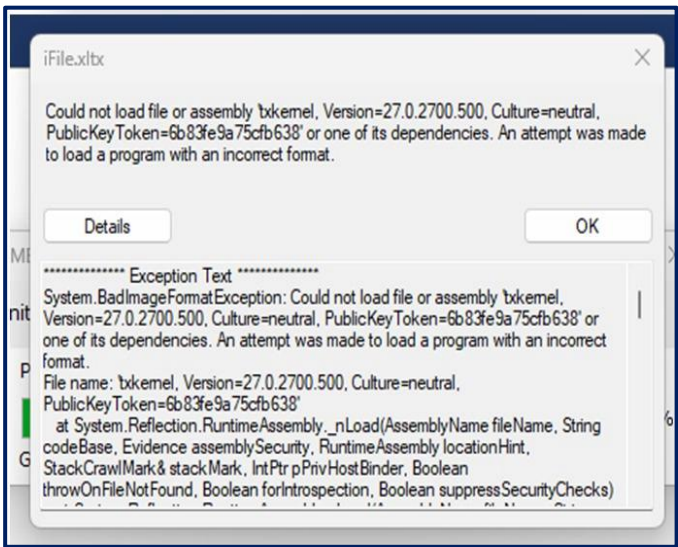 iFile.xltx
Could not load file or assembly 'txkernel, Version=27.0.2700.500, Culture=neutral,
PublicKeyToken=6b83fe9a75cfb638' or one of its dependencies. An attempt was made
to load a program with an incorrect format.
Details
OK
************** Exception Text **************
System.BadImageFormatException: Could not load file or assembly 'txkernel,
Version=27.0.2700.500, Culture=neutral, PublicKeyToken=6b83fe9a75cfb638' or
one of its dependencies. An attempt was made to load a program with an incorrect
format.
File name: 'txkernel, Version=27.0.2700.500, Culture=neutral,
PublicKeyToken=6b83fe9a75cfb638'
at System.Reflection.RuntimeAssembly._nLoad(AssemblyName fileName, String
codeBase, Evidence assemblySecurity, RuntimeAssembly locationHint,
StackCrawlMark& stackMark, IntPtr pPrivHostBinder, Boolean
throwOnFileNotFound, Boolean forIntrospection, Boolean suppressSecurityChecks)